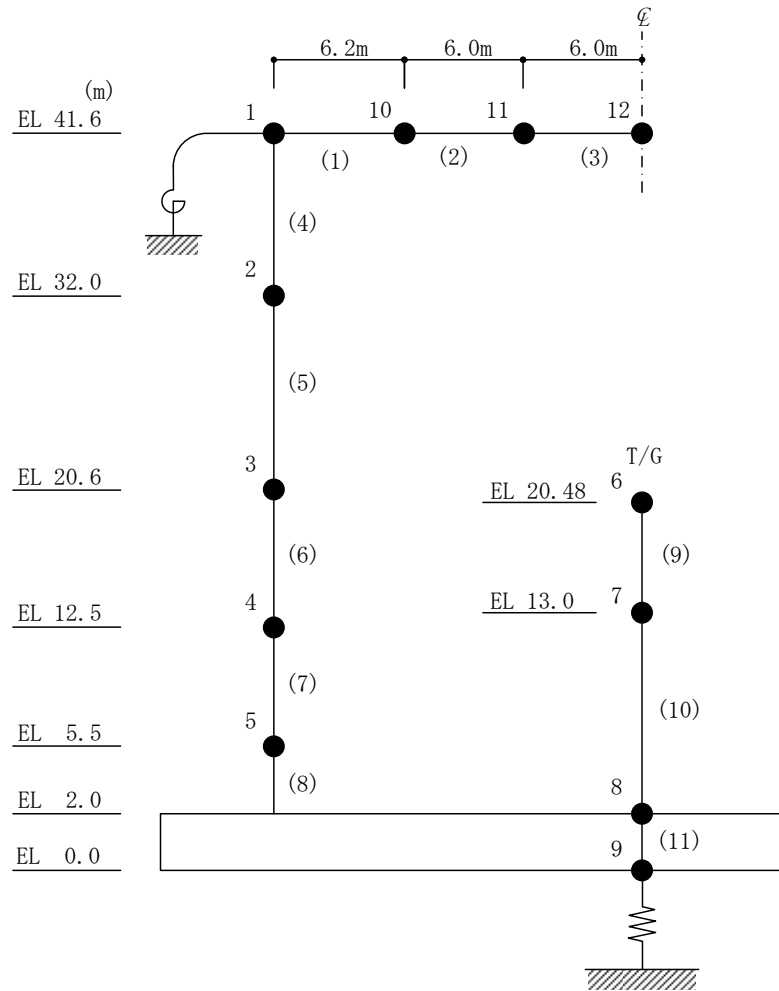 ℄
6.2m 6.0m 6.0m
(m)
EL 41.6 1 10 11 12
(1) (2) (3)
(4)
EL 32.0 2
(5)
T/G
EL 20.6 3 EL 20.48 6
(6) (9)
EL 12.5 4 EL 13.0 7
(7) (10)
EL 5.5 5
(8)
EL 2.0 8
(11)
EL 0.0 9